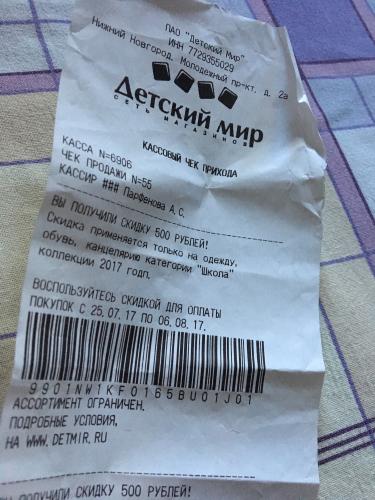 ПАО "Детский Мир"
ИНН 7729355029
Нижний Новгород, Молодежный пр-кт, д. 2а
Детский мир
СЕТЬ МАГАЗИНОВ
КАССОВЫЙ ЧЕК ПРИХОДА
КАССА N=6906
ЧЕК ПРОДАЖИ N=55
КАССИР ### Парфенова А.С.
ВЫ ПОЛУЧИЛИ СКИДКУ 500 РУБЛЕЙ!
Скидка применяется только на одежду,
обувь, канцелярию категории "Школа"
коллекции 2017 годп.
ВОСПОЛЬЗУЙТЕСЬ СКИДКОЙ ДЛЯ ОПЛАТЫ
ПОКУПОК С 25.07.17 ПО 06.08.17.
9901NW1KF0165BU01J01
АССОРТИМЕНТ ОГРАНИЧЕН.
ПОДРОБНЫЕ УСЛОВИЯ,
НА WWW.DETMIR.RU
ВЫ ПОЛУЧИЛИ СКИДКУ 500 РУБЛЕЙ!